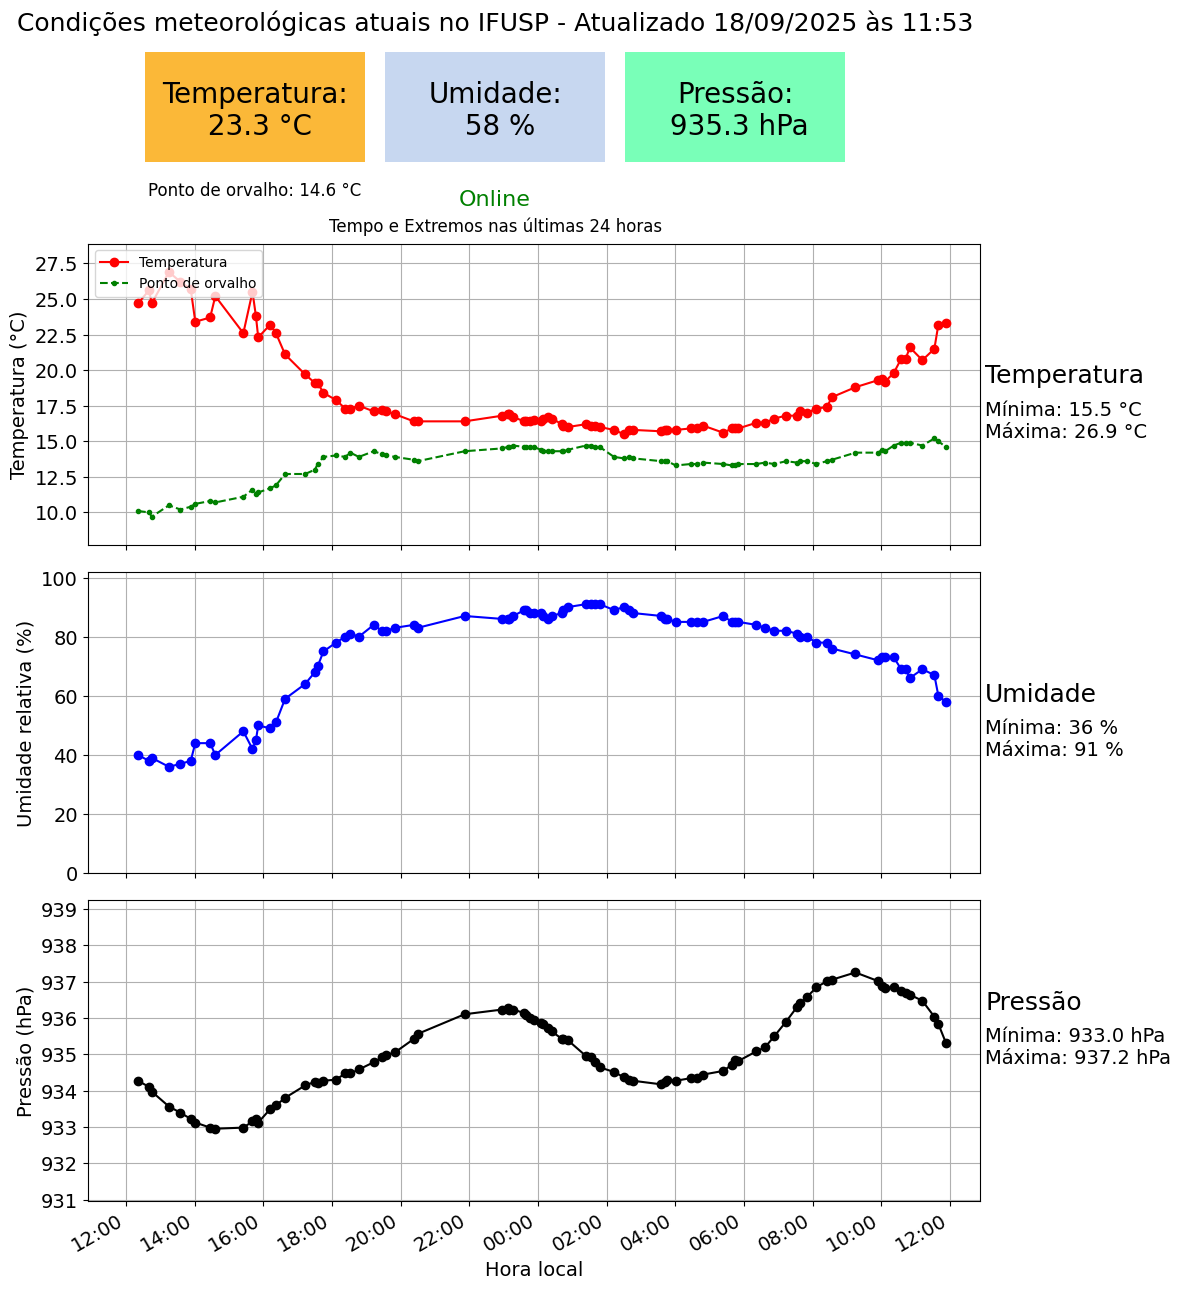 Condições meteorológicas atuais no IFUSP - Atualizado 18/09/2025 às 11:53
Temperatura:
23.3 °C
Umidade:
58 %
Pressão:
935.3 hPa
Ponto de orvalho: 14.6 °C
Online
Tempo e Extremos nas últimas 24 horas
Temperatura
Ponto de orvalho
Temperatura (°C)
27.5
25.0
22.5
20.0
17.5
15.0
12.5
10.0
Temperatura
Mínima: 15.5 °C
Máxima: 26.9 °C
Umidade relativa (%)
100
80
60
40
20
0
Umidade
Mínima: 36 %
Máxima: 91 %
Pressão (hPa)
939
938
937
936
935
934
933
932
931
Pressão
Mínima: 933.0 hPa
Máxima: 937.2 hPa
12:00
14:00
16:00
18:00
20:00
22:00
00:00
02:00
04:00
06:00
08:00
10:00
12:00
Hora local